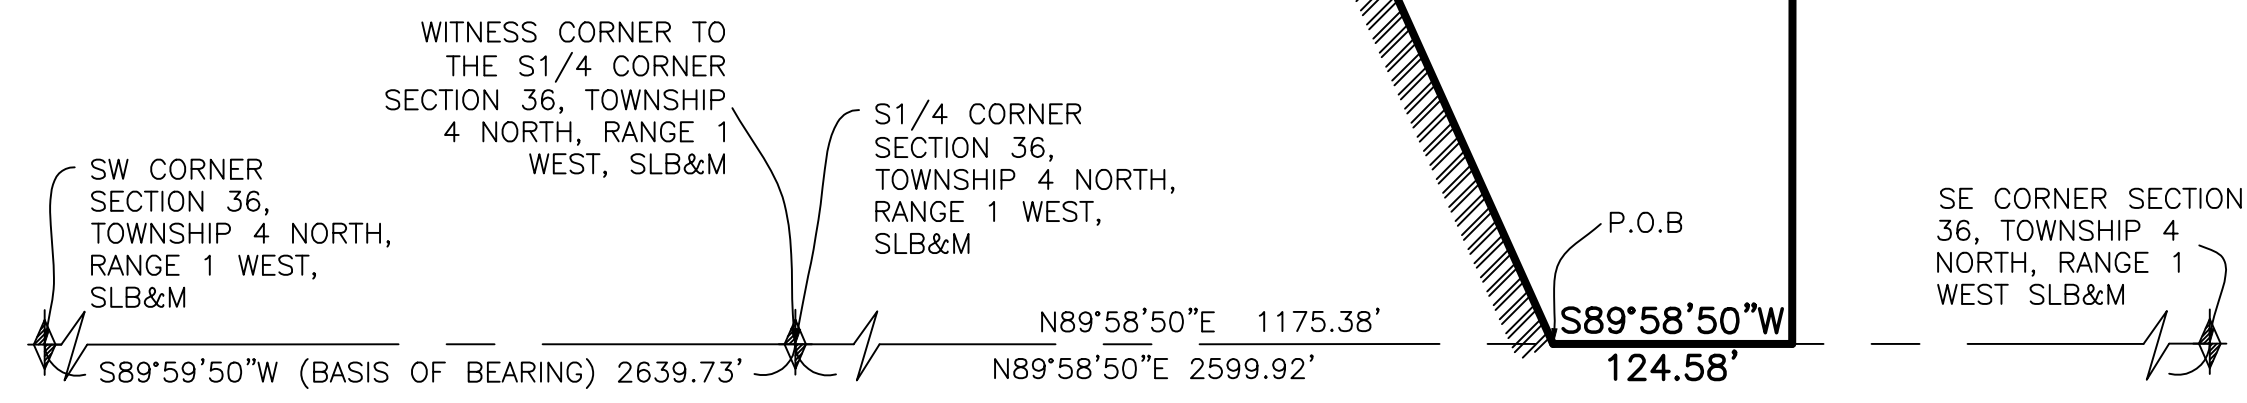 WITNESS CORNER TO
THE S1/4 CORNER
SECTION 36, TOWNSHIP
4 NORTH, RANGE 1
WEST, SLB&M
S1/4 CORNER
SECTION 36,
TOWNSHIP 4 NORTH,
RANGE 1 WEST,
SLB&M
SW CORNER
SECTION 36,
TOWNSHIP 4 NORTH,
RANGE 1 WEST,
SLB&M
P.O.B
SE CORNER SECTION
36, TOWNSHIP 4
NORTH, RANGE 1
WEST SLB&M
N89°58'50"E 1175.38'
S89°58'50"W
S89°59'50"W (BASIS OF BEARING) 2639.73'
N89°58'50"E 2599.92'
124.58'